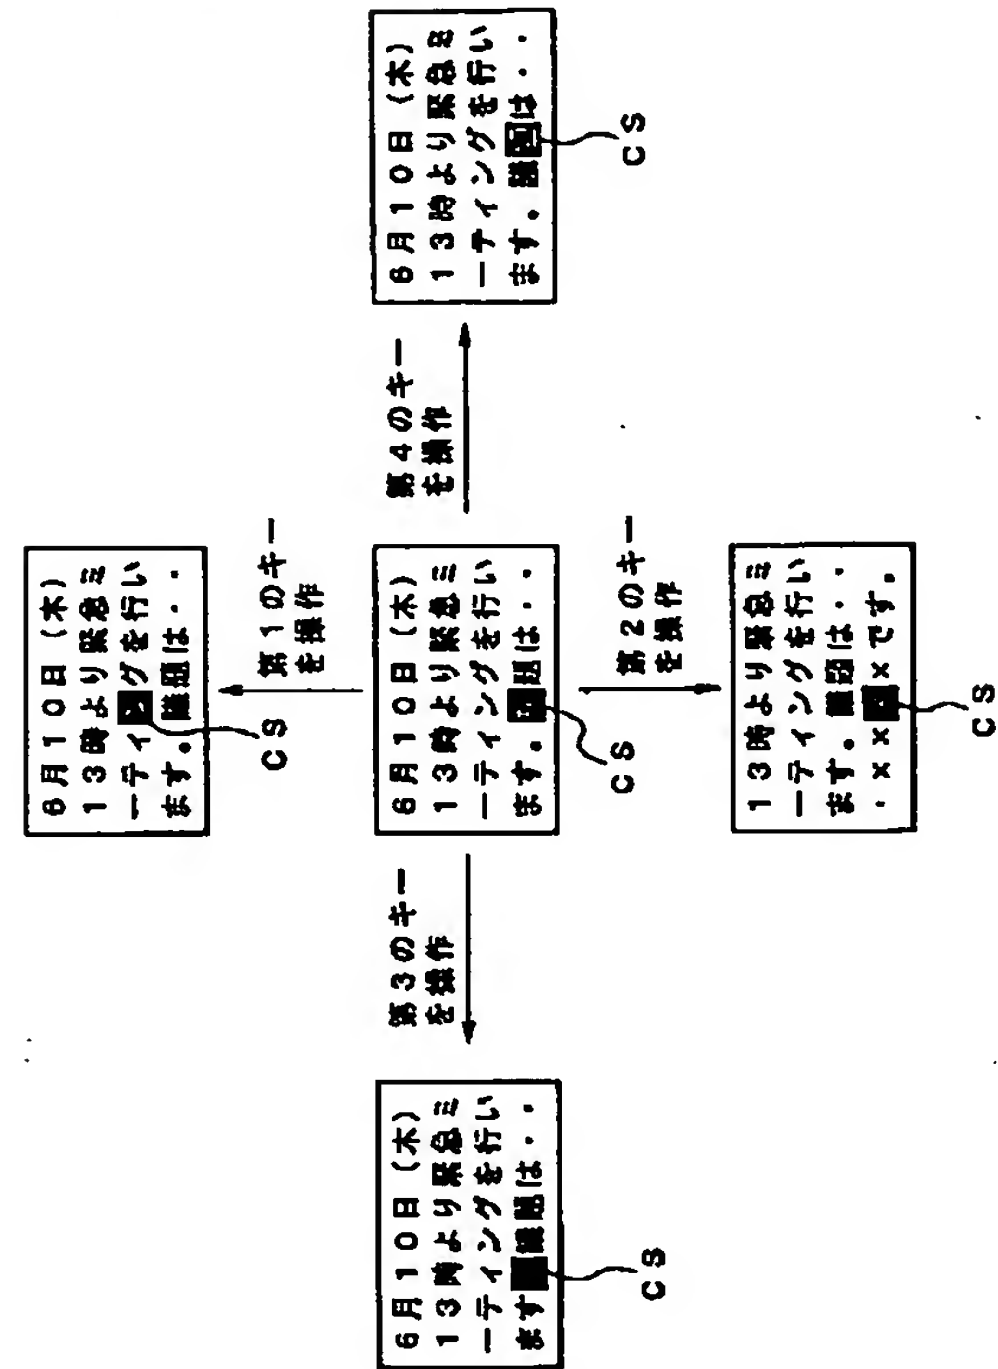 6月10日(木)
13時より緊急ミ
ーティングを行い
ます。議題は・・
CS
第1のキー
を操作
6月10日(木)
13時より緊急ミ
ーティングを行い
ます 議題は・・
CS
第3のキー
を操作
6月10日(木)
13時より緊急ミ
ーティングを行い
ます。議題は・・
CS
第4のキー
を操作
6月10日(木)
13時より緊急ミ
ーティングを行い
ます。議題は・・
CS
第2のキー
を操作
13時より緊急ミ
ーティングを行い
ます。議題は・・
・××××です。
CS